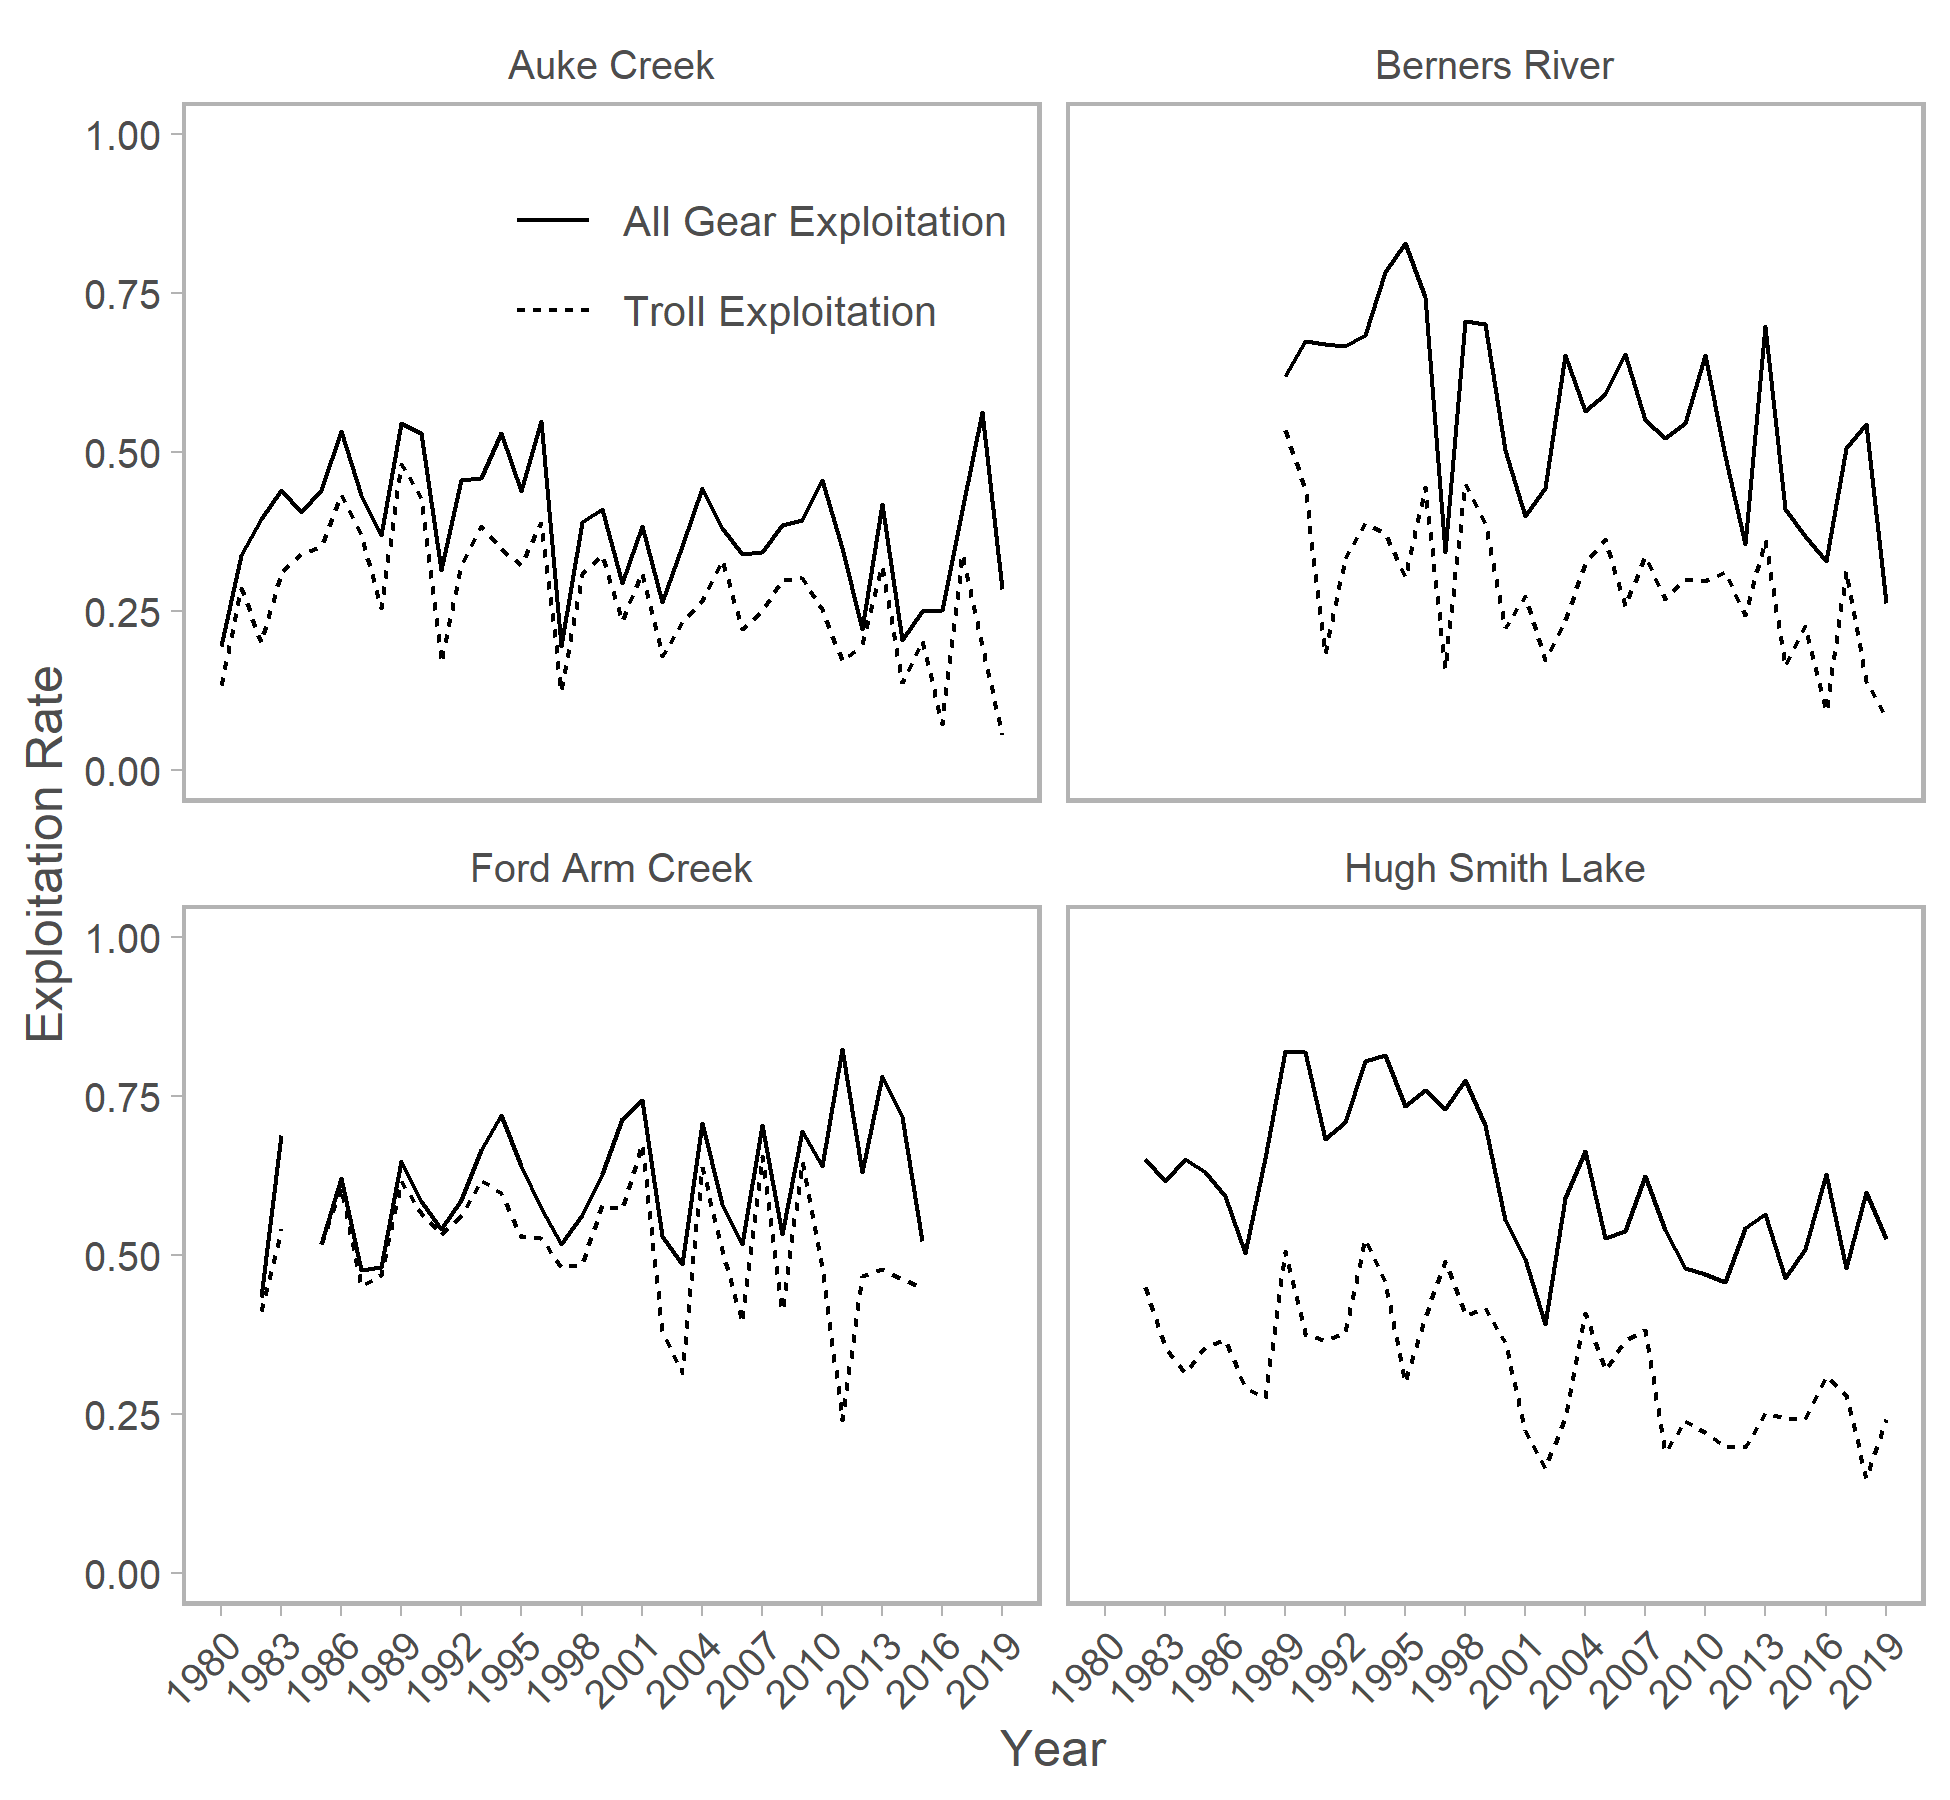 Auke Creek
Berners River
1.00
0.75
0.50
0.25
0.00
All Gear Exploitation
Troll Exploitation
Exploitation Rate
Ford Arm Creek
Hugh Smith Lake
1.00
0.75
0.50
0.25
0.00
1980 1983 1986 1989 1992 1995 1998 2001 2004 2007 2010 2013 2016 2019
1980 1983 1986 1989 1992 1995 1998 2001 2004 2007 2010 2013 2016 2019
Year